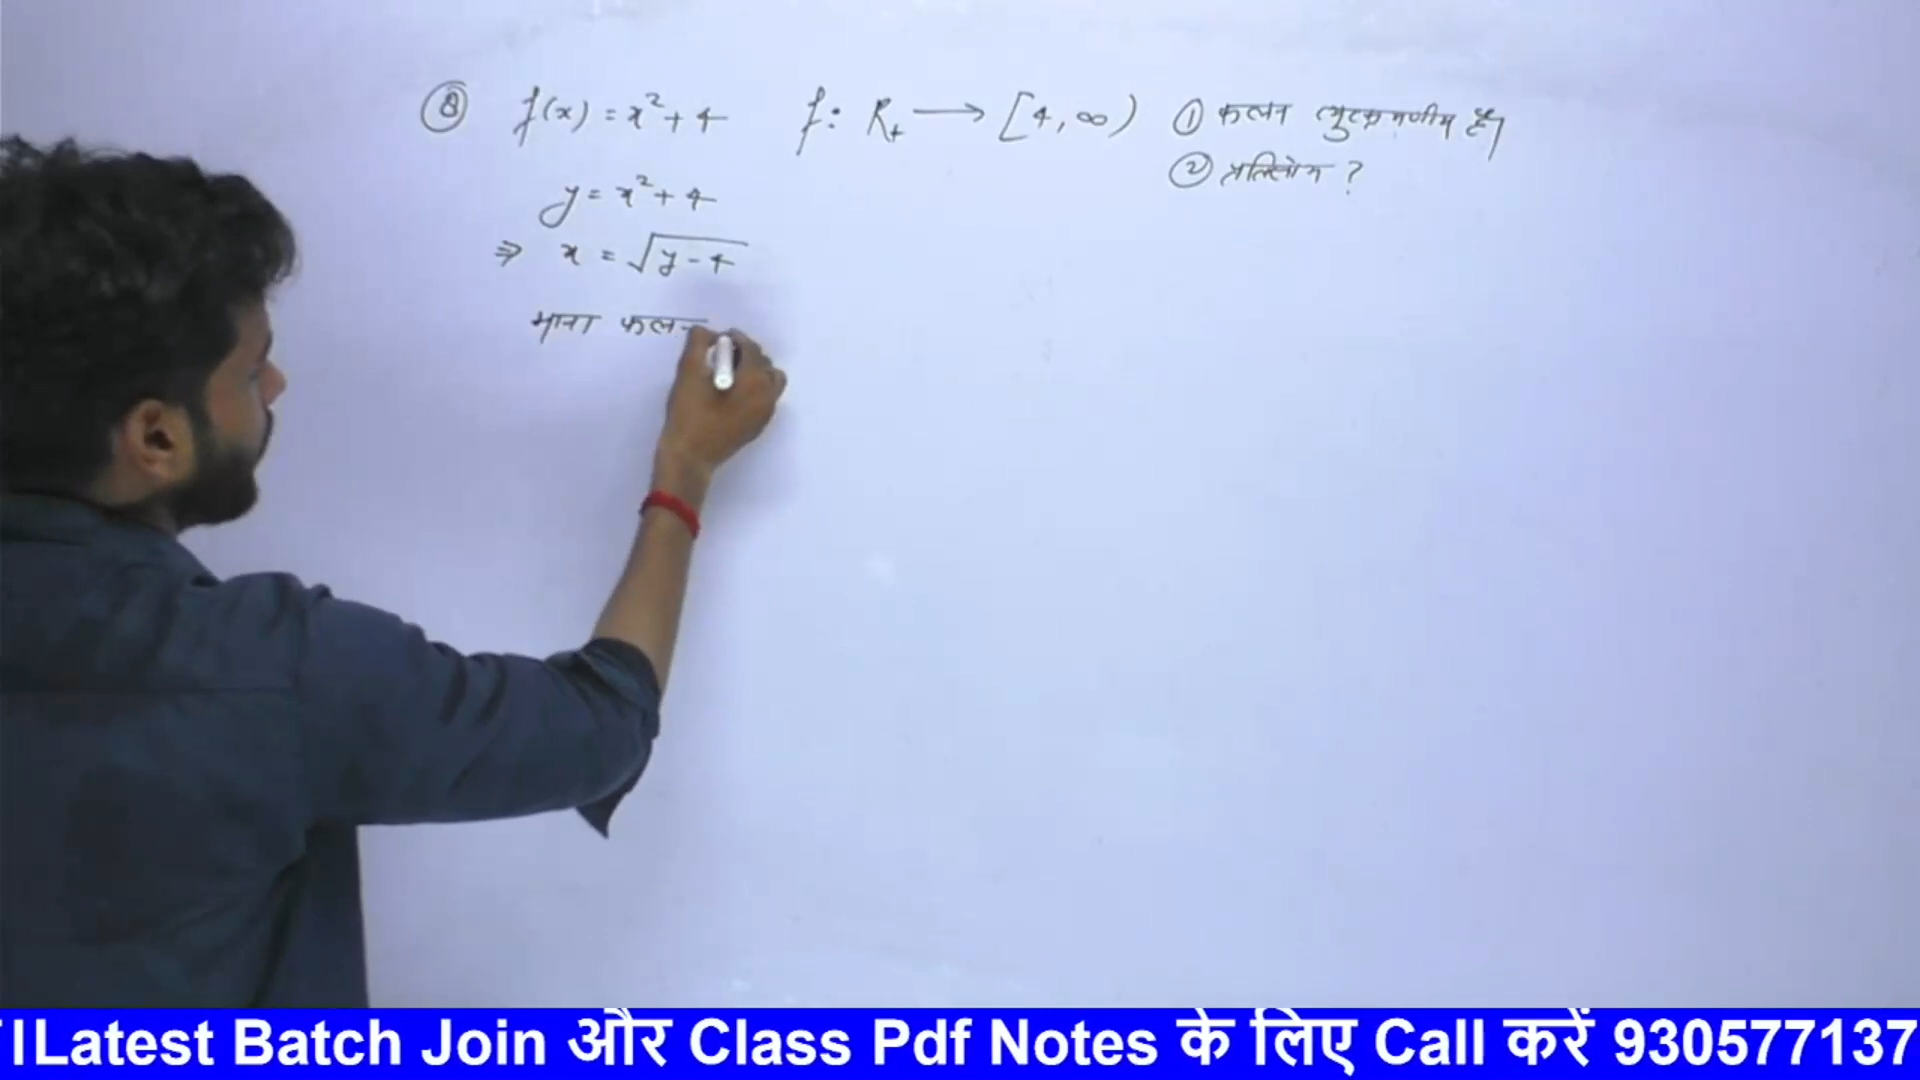 ⑧ f(x) = x² + 4 f: R₊ ⟶ [4, ∞) ① फलन व्युत्क्रमणीय है।
② प्रतिलोम ?
y = x² + 4
⇒ x = √(y-4)
माना फलन
।Latest Batch Join और Class Pdf Notes के लिए Call करें 930577137